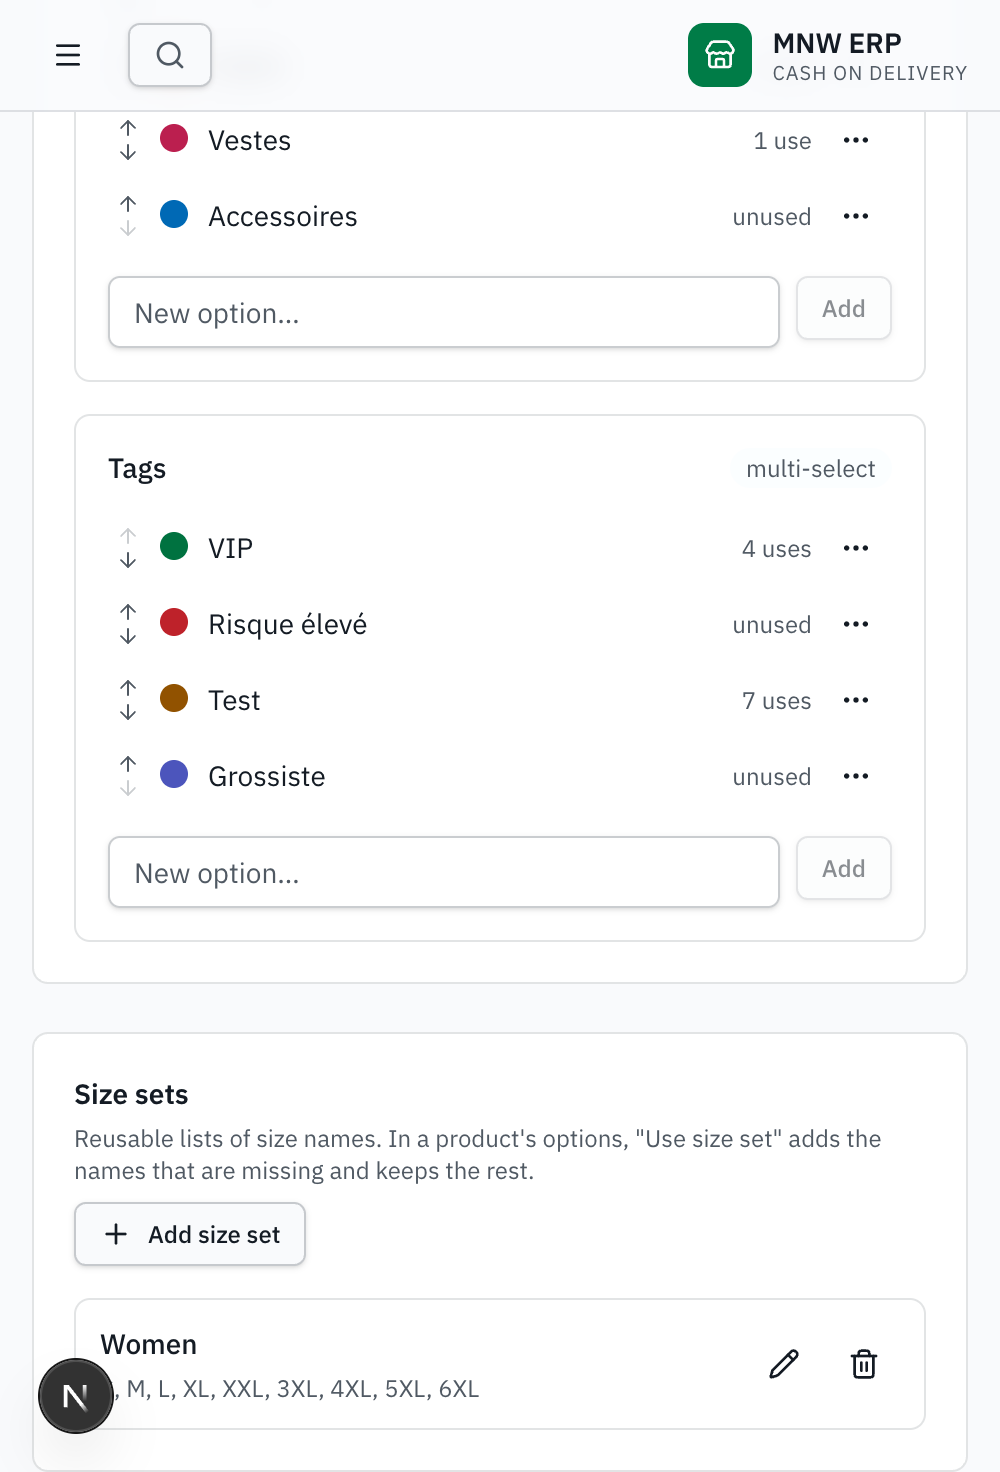 MNW ERP
CASH ON DELIVERY
Vestes
1 use
Accessoires
unused
New option...
Add
Tags
multi-select
VIP
4 uses
Risque élevé
unused
Test
7 uses
Grossiste
unused
New option...
Add
Size sets
Reusable lists of size names. In a product's options, "Use size set" adds the
names that are missing and keeps the rest.
Add size set
Women
, M, L, XL, XXL, 3XL, 4XL, 5XL, 6XL
N